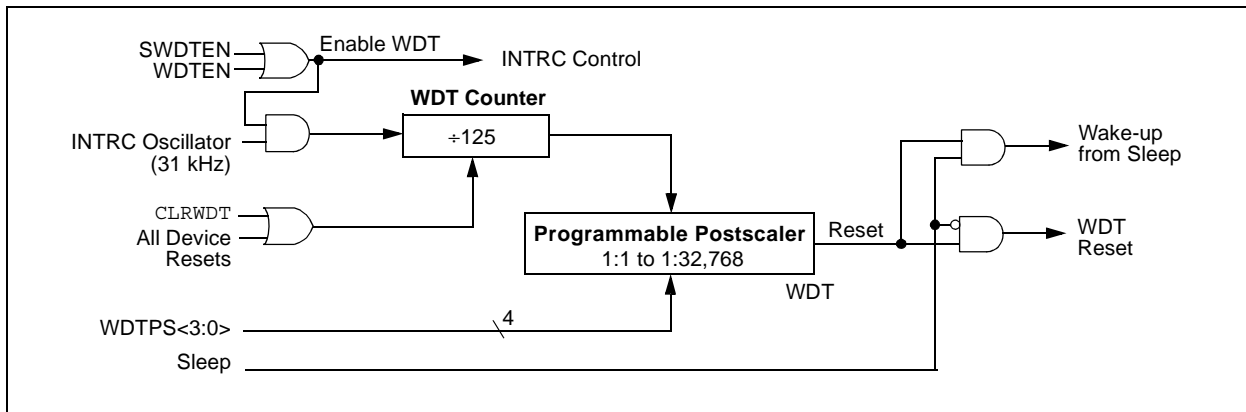 SWDTEN
WDTEN
Enable WDT
INTRC Control
WDT Counter
÷125
INTRC Oscillator
(31 kHz)
Wake-up
from Sleep
CLRWDT
All Device
Resets
Programmable Postscaler
1:1 to 1:32,768
Reset
WDT
Reset
WDT
4
WDTPS<3:0>
Sleep